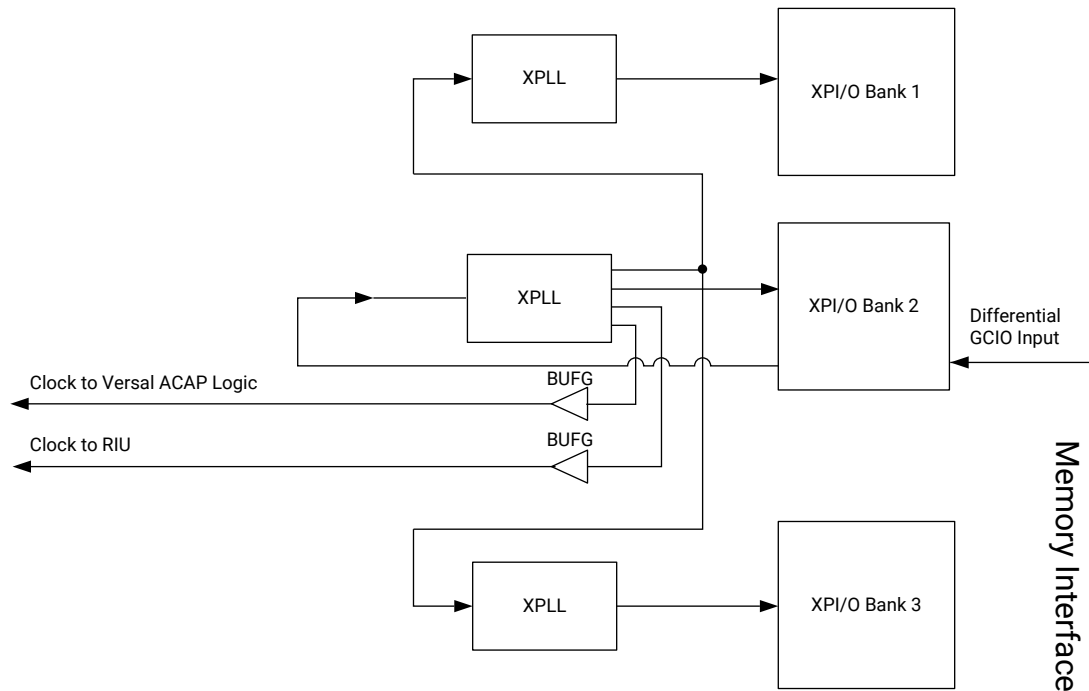 XPLL
XPI/O Bank 1
XPLL
XPI/O Bank 2
Differential
GCIO Input
Clock to Versal ACAP Logic
BUFG
Clock to RIU
BUFG
Memory Interface
XPLL
XPI/O Bank 3